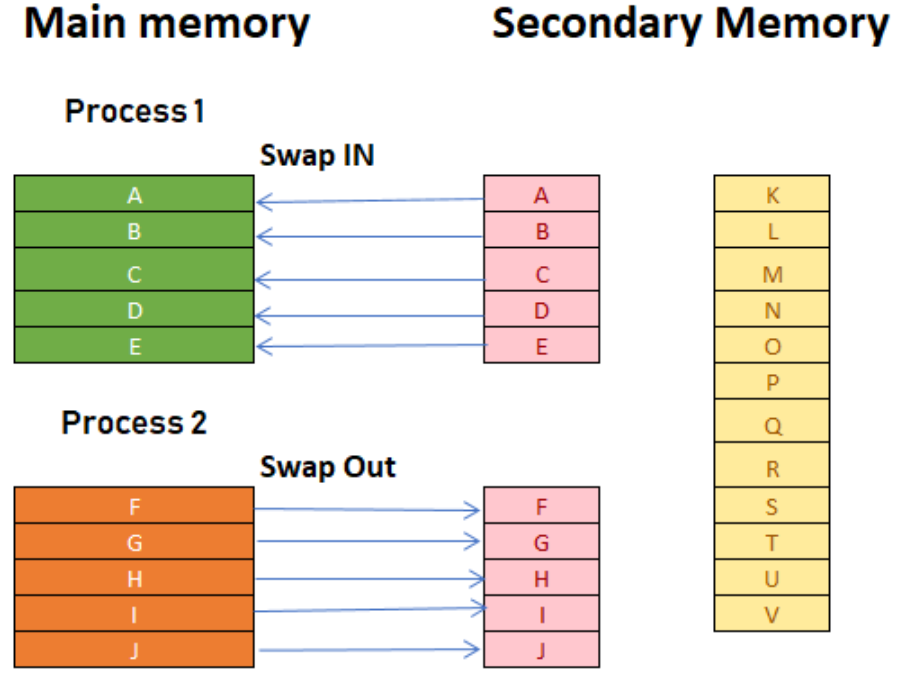 Main memory
Secondary Memory
Process 1
Swap IN
A
B
C
D
E
A
B
C
D
E
Process 2
Swap Out
F
G
H
I
J
F
G
H
I
J
K
L
M
N
O
P
Q
R
S
T
U
V